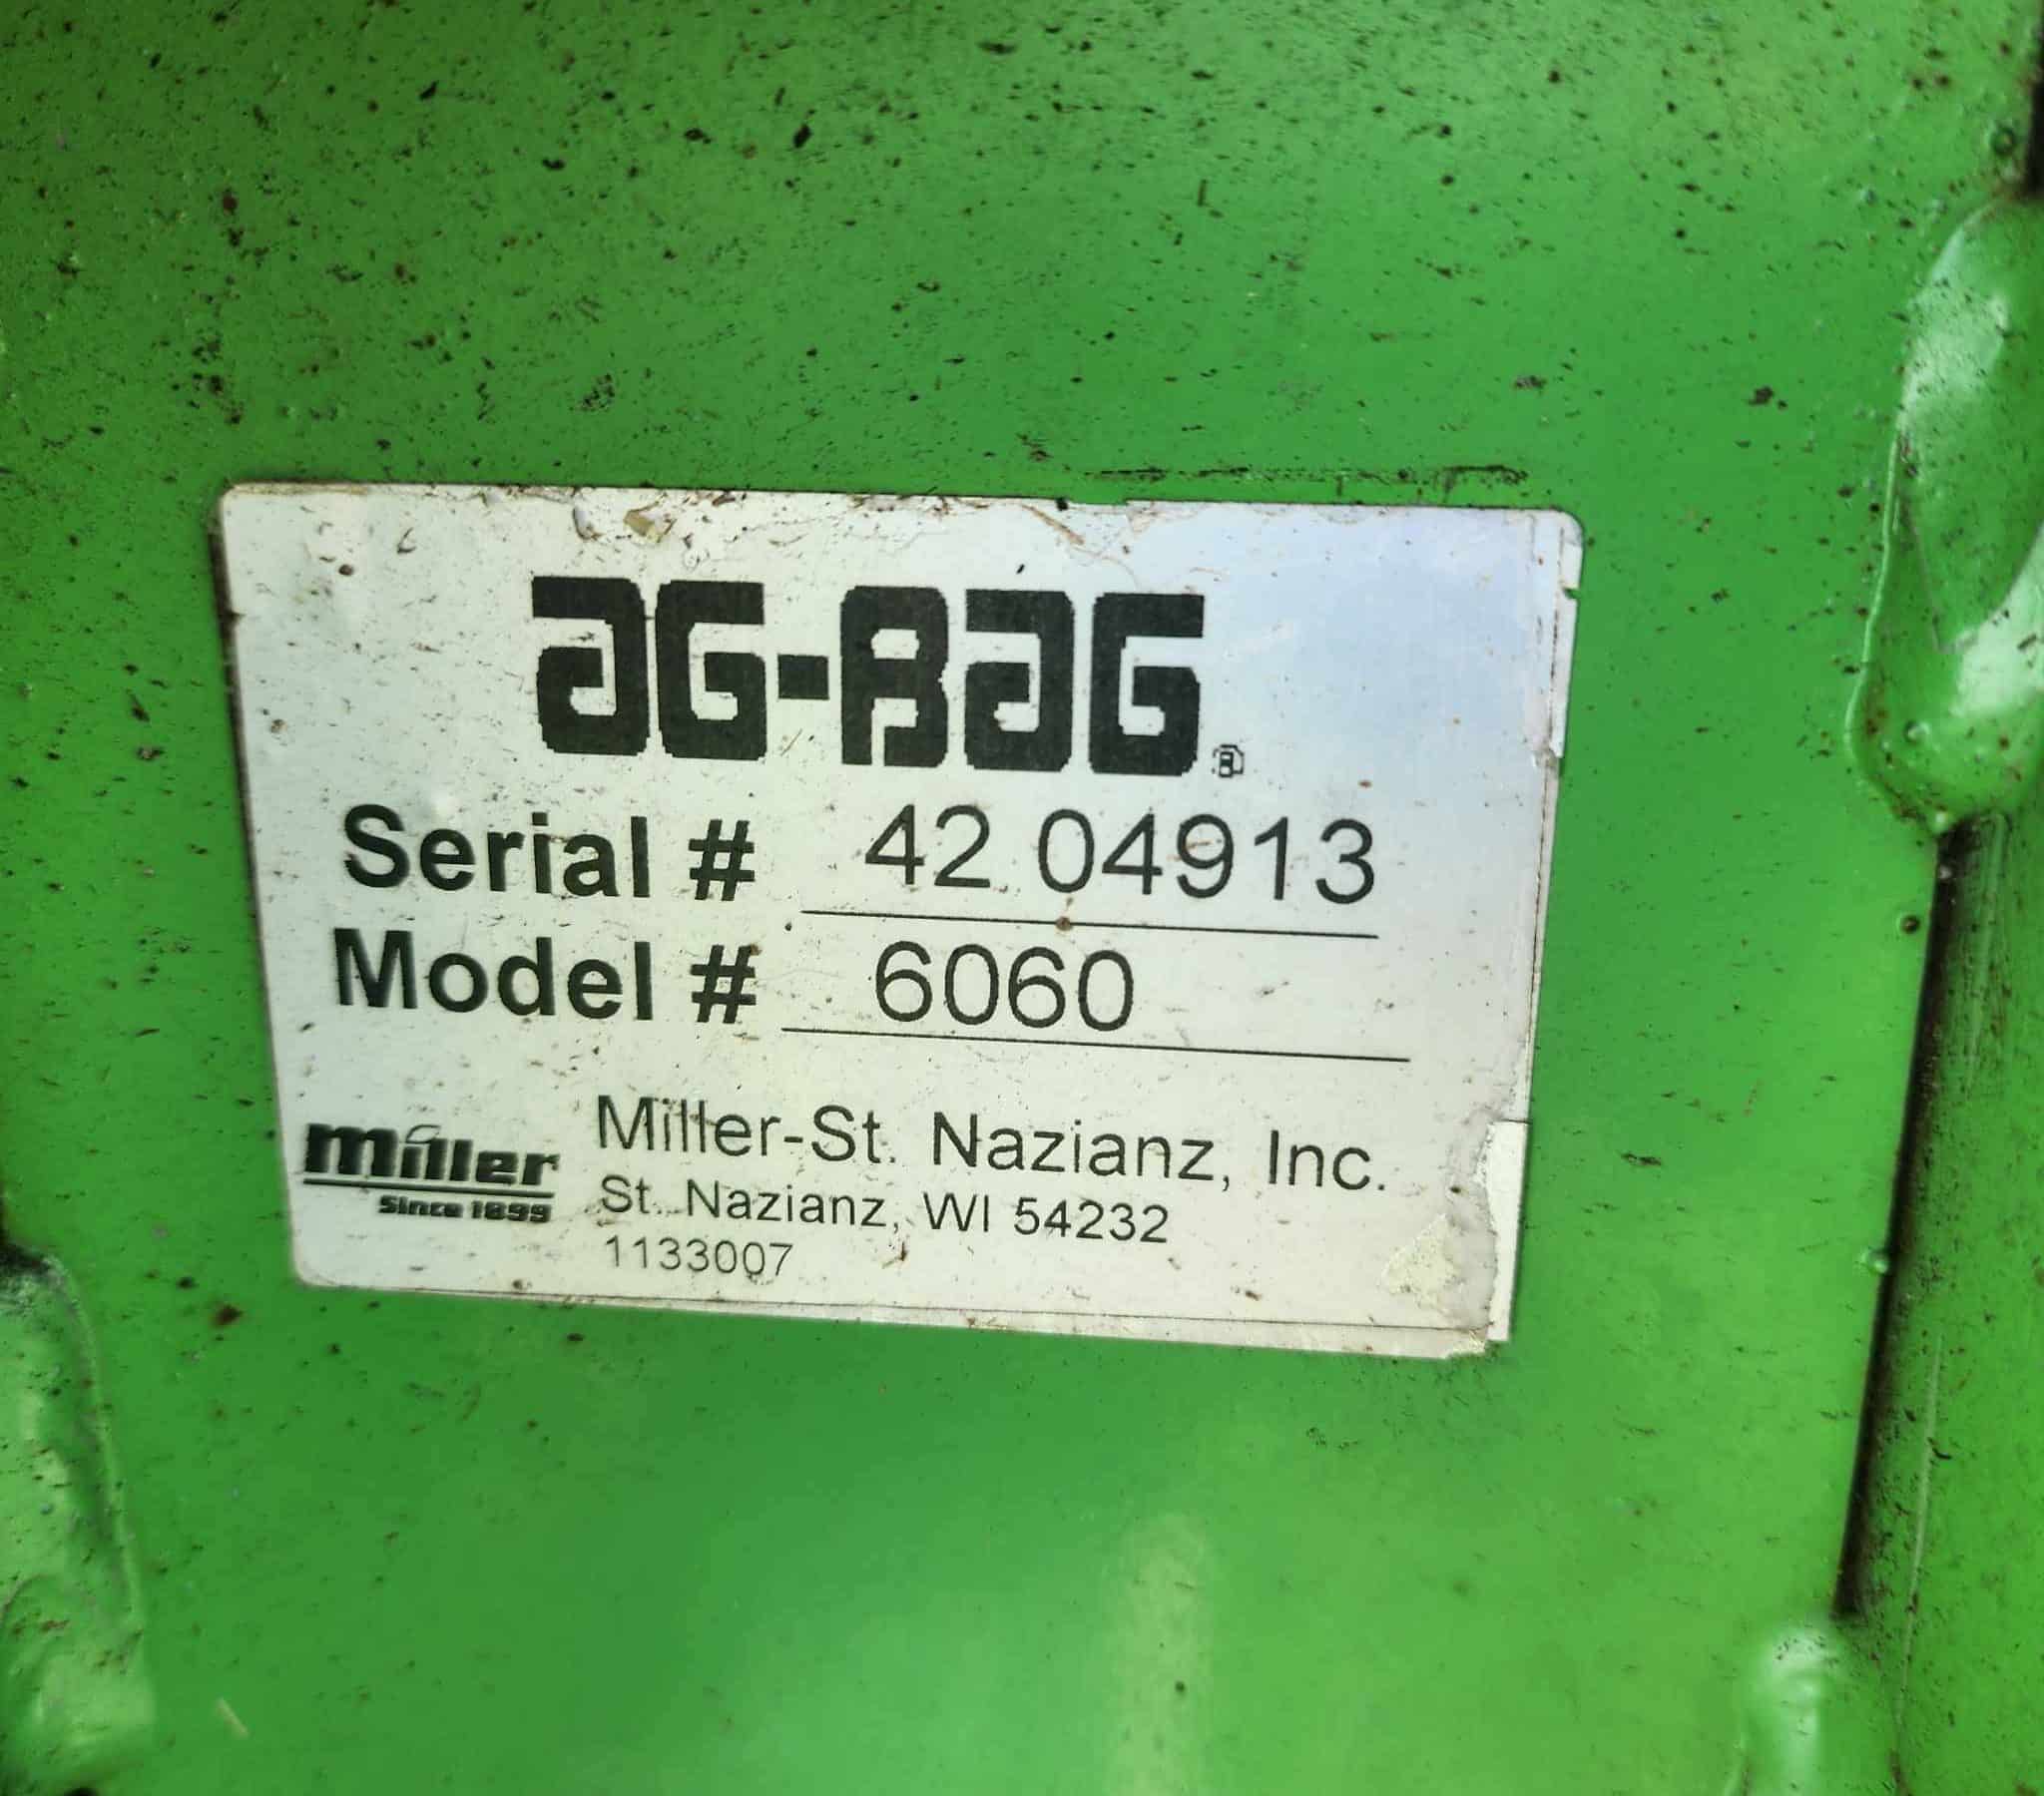 AG-BAG®
Serial # 42 04913
Model # 6060
miller
Since 1899
Miller-St. Nazianz, Inc.
St. Nazianz, WI 54232
1133007